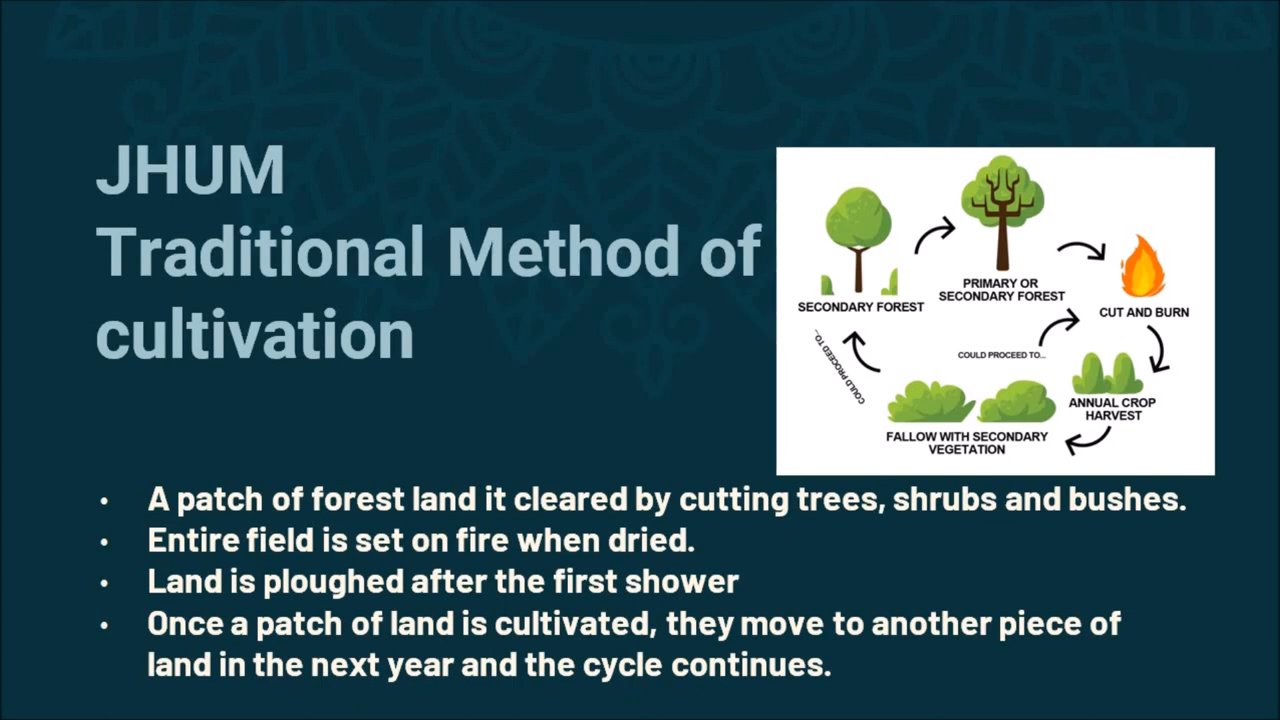 JHUM
Traditional Method of
cultivation
SECONDARY FOREST
PRIMARY OR
SECONDARY FOREST
CUT AND BURN
COULD PROCEED TO...
COULD PROCEED TO...
ANNUAL CROP
HARVEST
FALLOW WITH SECONDARY
VEGETATION
• A patch of forest land it cleared by cutting trees, shrubs and bushes.
• Entire field is set on fire when dried.
• Land is ploughed after the first shower
• Once a patch of land is cultivated, they move to another piece of
land in the next year and the cycle continues.